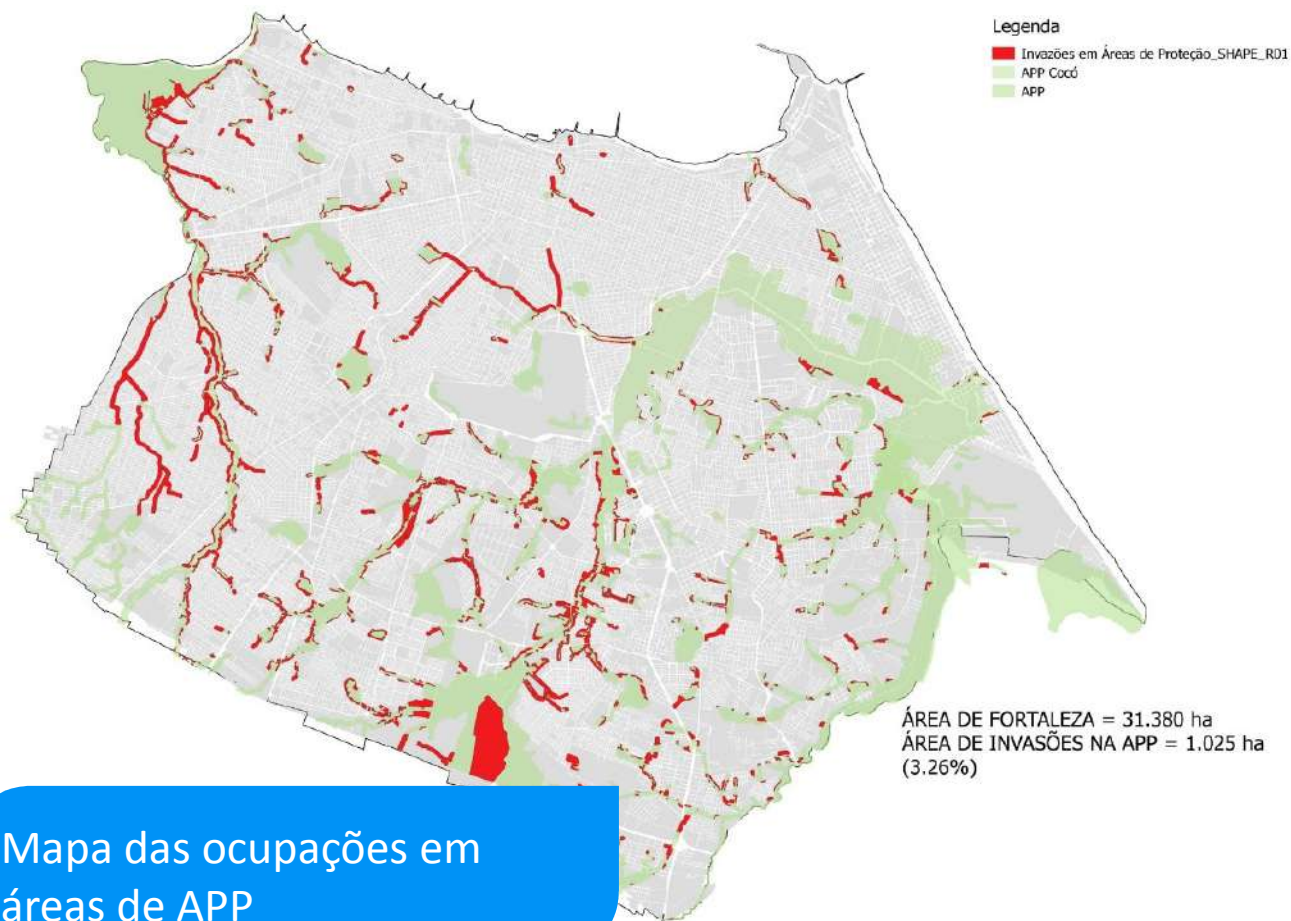 Legenda
Invazões em Áreas de Proteção_SHAPE_R01
APP Cocó
APP
ÁREA DE FORTALEZA = 31.380 ha
ÁREA DE INVASÕES NA APP = 1.025 ha
(3.26%)
Mapa das ocupações em
áreas de APP